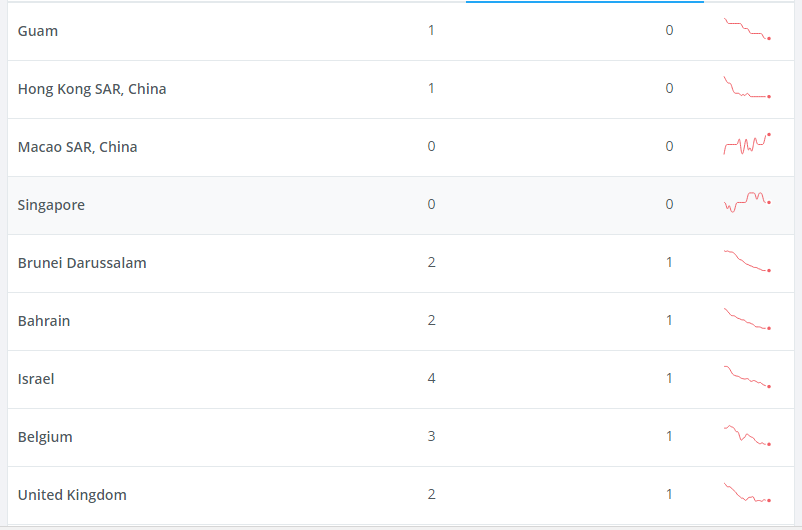 Guam 1 0
Hong Kong SAR, China 1 0
Macao SAR, China 0 0
Singapore 0 0
Brunei Darussalam 2 1
Bahrain 2 1
Israel 4 1
Belgium 3 1
United Kingdom 2 1